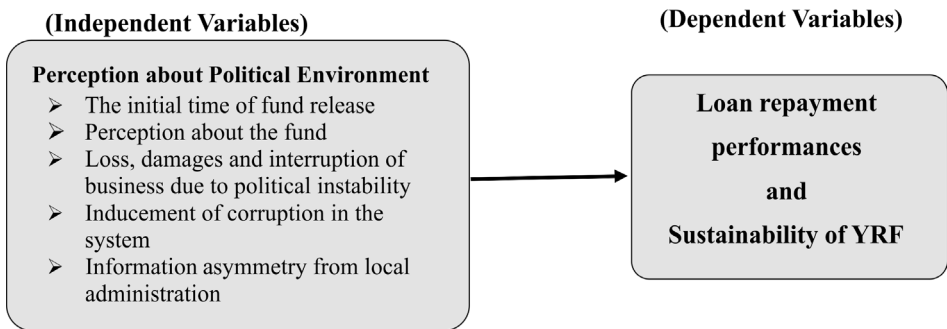 (Independent Variables)
Perception about Political Environment
➢ The initial time of fund release
➢ Perception about the fund
➢ Loss, damages and interruption of
business due to political instability
➢ Inducement of corruption in the
system
➢ Information asymmetry from local
administration
(Dependent Variables)
Loan repayment
performances
and
Sustainability of YRF